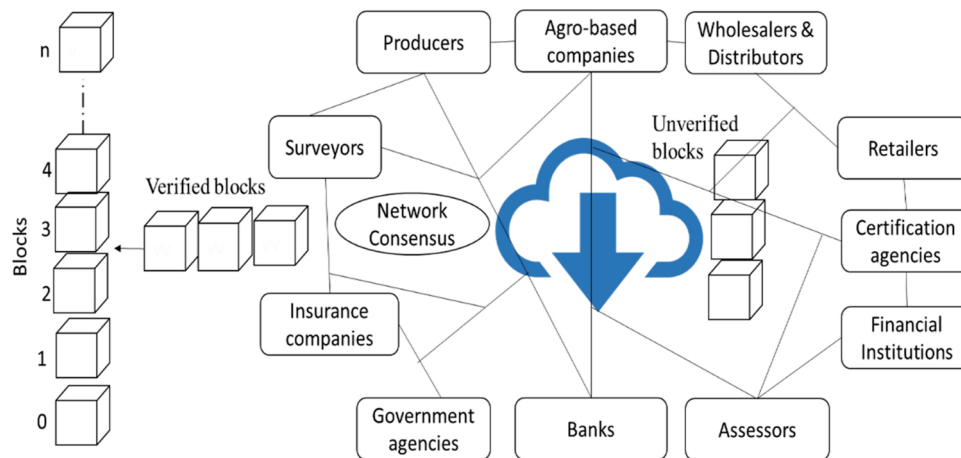 n
4
3
2
1
0
Blocks
Verified blocks
Producers
Agro-based
companies
Wholesalers &
Distributors
Surveyors
Unverified
blocks
Retailers
Network
Consensus
Certification
agencies
Insurance
companies
Financial
Institutions
Government
agencies
Banks
Assessors